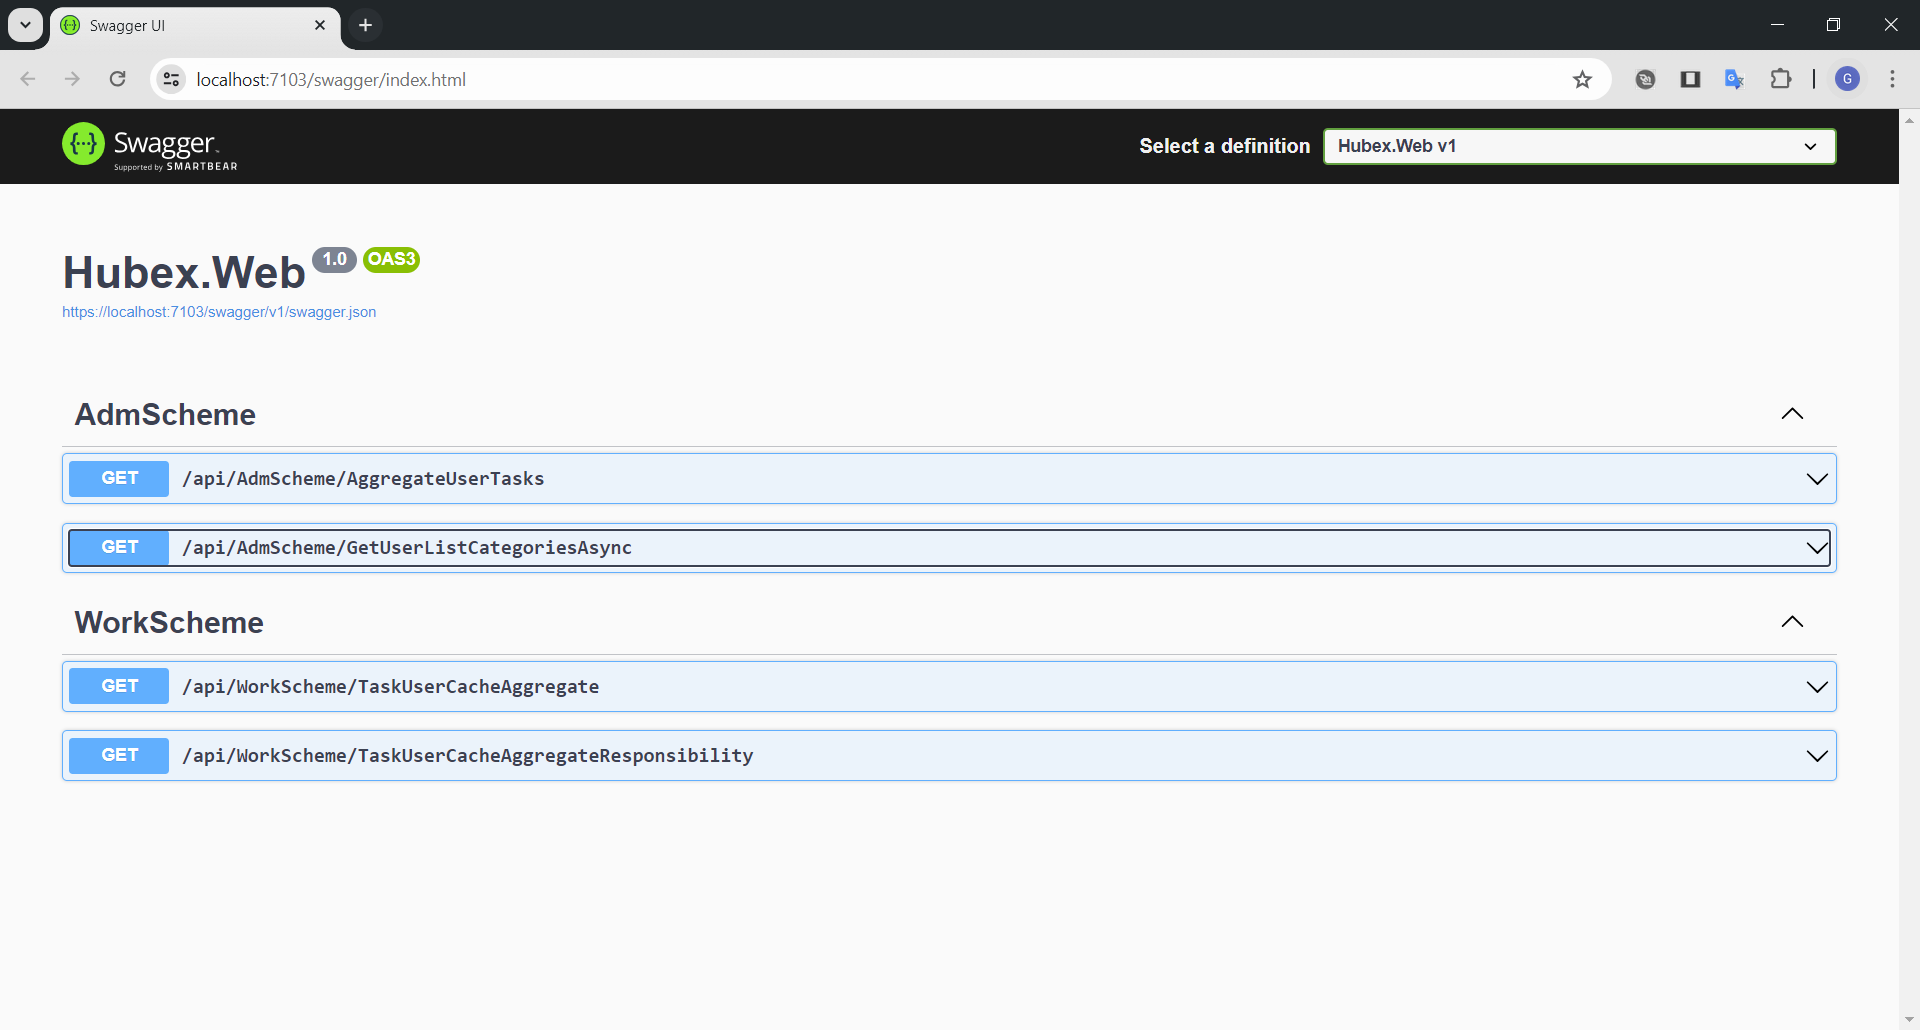 Swagger UI
localhost:7103/swagger/index.html
G
{···} Swagger™
Supported by SMARTBEAR
Select a definition Hubex.Web v1
Hubex.Web 1.0 OAS3
https://localhost:7103/swagger/v1/swagger.json
AdmScheme
GET /api/AdmScheme/AggregateUserTasks
GET /api/AdmScheme/GetUserListCategoriesAsync
WorkScheme
GET /api/WorkScheme/TaskUserCacheAggregate
GET /api/WorkScheme/TaskUserCacheAggregateResponsibility